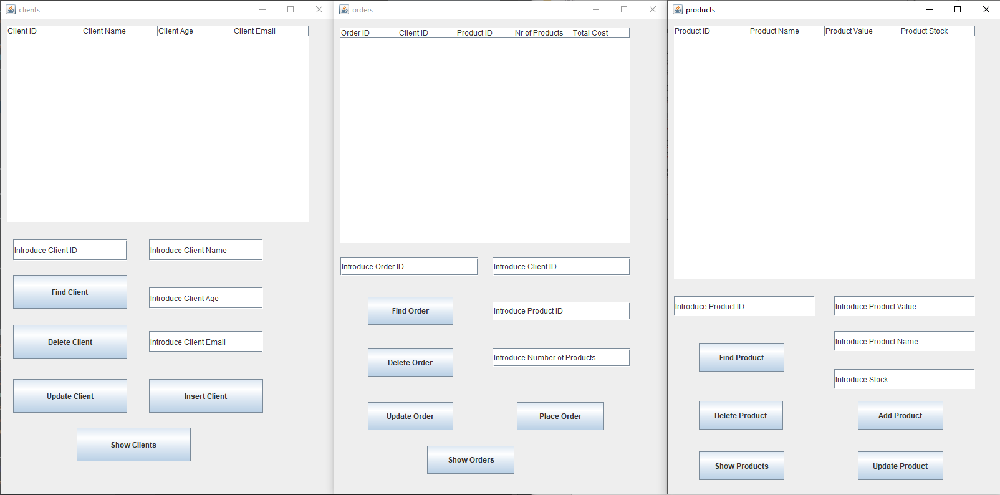 clients
Client ID Client Name Client Age Client Email
Introduce Client ID Introduce Client Name
Find Client
Introduce Client Age
Delete Client
Introduce Client Email
Update Client Insert Client
Show Clients
orders
Order ID Client ID Product ID Nr of Products Total Cost
Introduce Order ID Introduce Client ID
Find Order Introduce Product ID
Delete Order Introduce Number of Products
Update Order Place Order
Show Orders
products
Product ID Product Name Product Value Product Stock
Introduce Product ID Introduce Product Value
Introduce Product Name
Find Product
Introduce Stock
Delete Product Add Product
Show Products Update Product